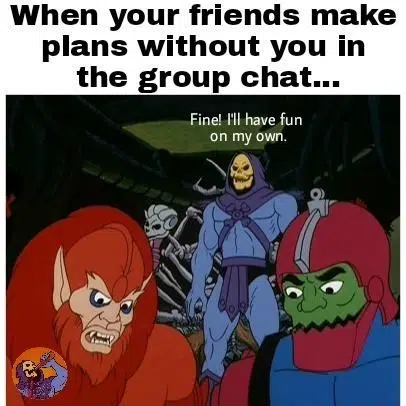 When your friends make
plans without you in
the group chat...
Fine! I'll have fun
on my own.